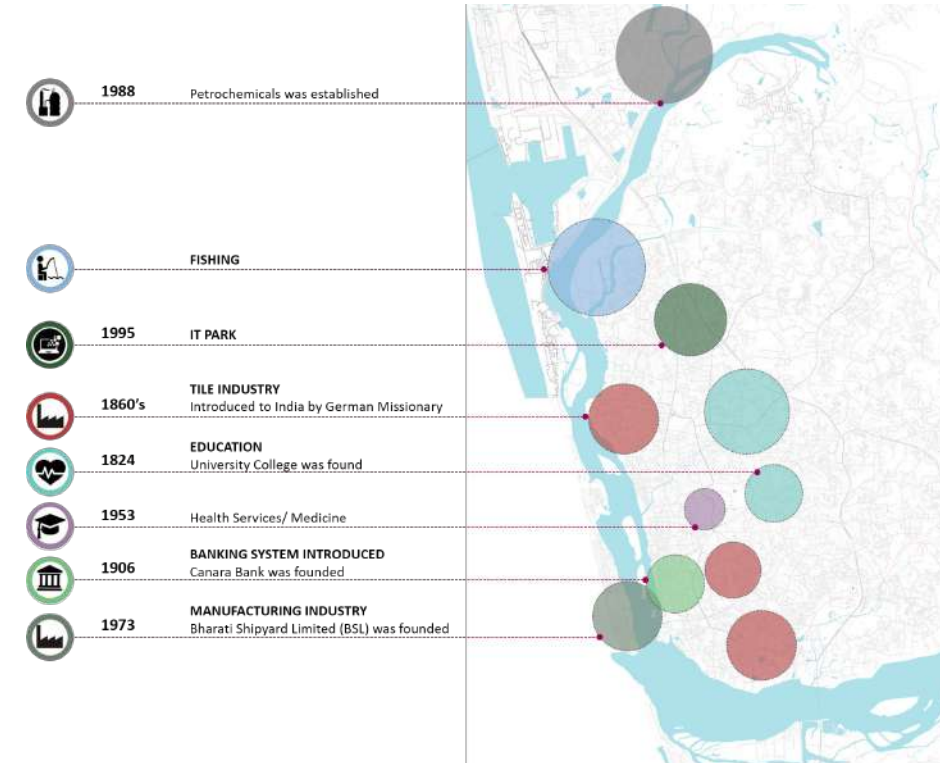 1988 Petrochemicals was established
FISHING
1995 IT PARK
TILE INDUSTRY
1860's Introduced to India by German Missionary
EDUCATION
1824 University College was found
1953 Health Services/ Medicine
BANKING SYSTEM INTRODUCED
1906 Canara Bank was founded
MANUFACTURING INDUSTRY
1973 Bharati Shipyard Limited (BSL) was founded